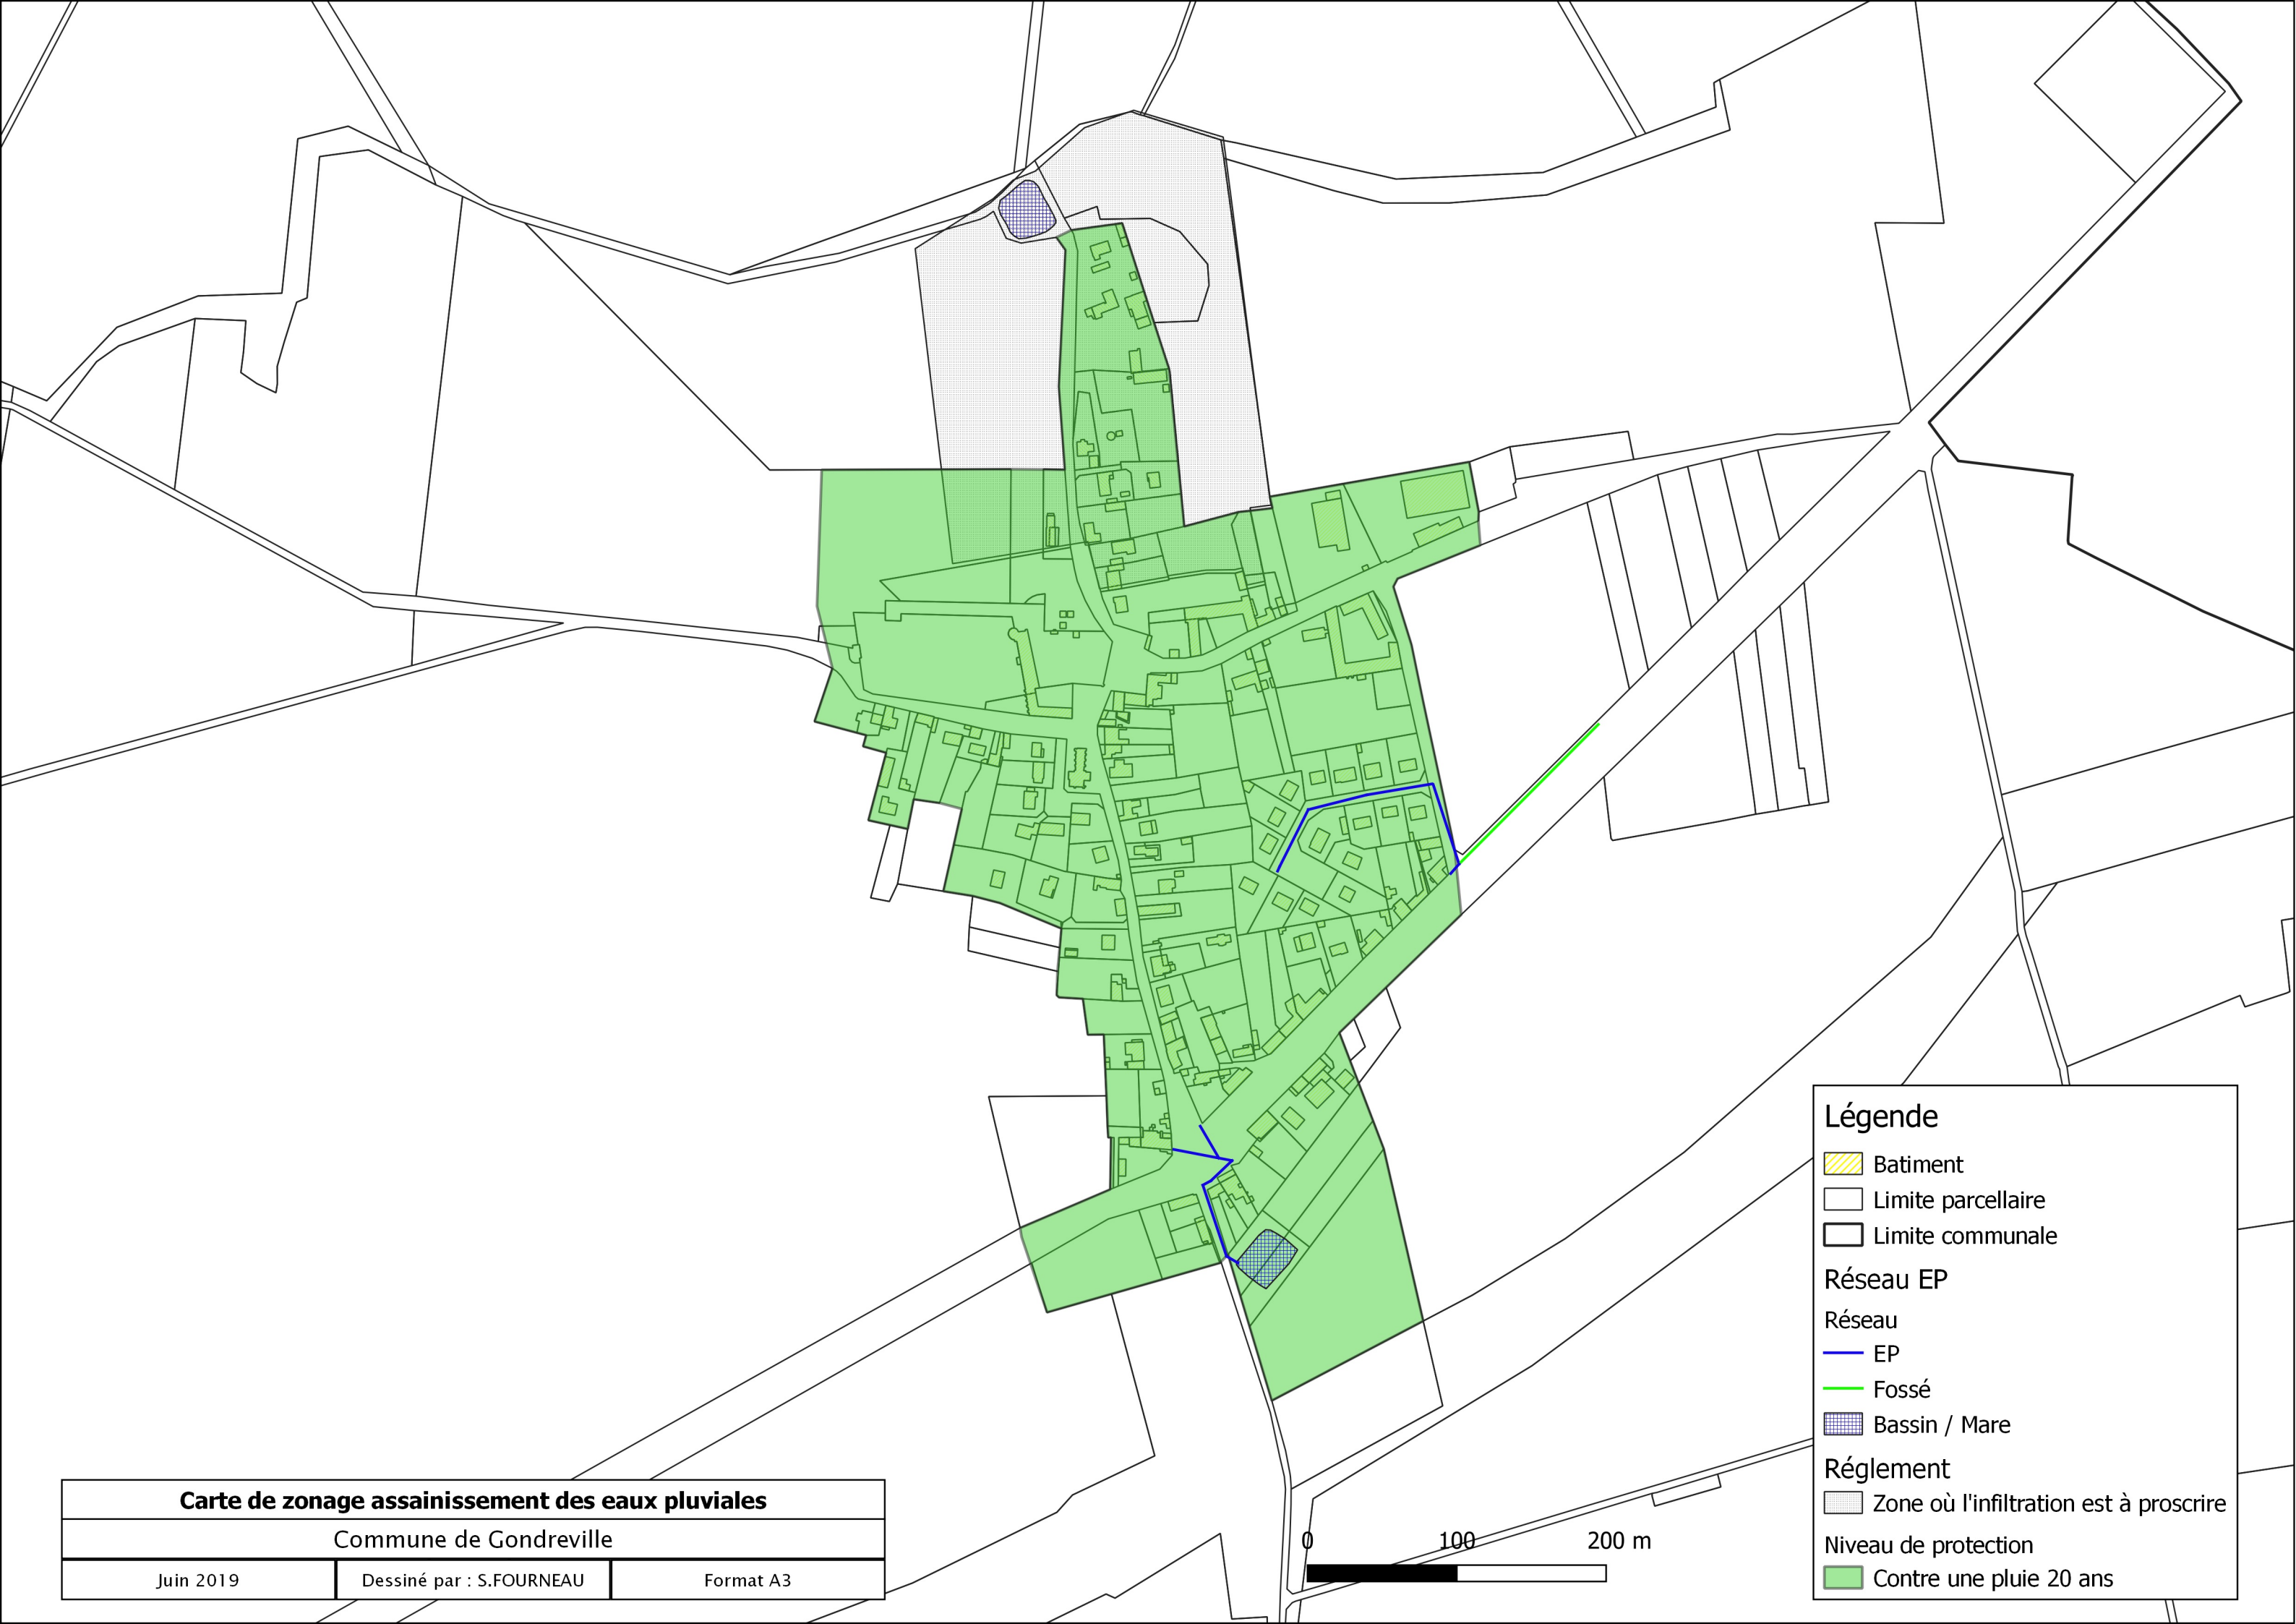 Légende
Batiment
Limite parcellaire
Limite communale
Réseau EP
Réseau
EP
Fossé
Bassin / Mare
Réglement
Zone où l'infiltration est à proscrire
Niveau de protection
Contre une pluie 20 ans
Carte de zonage assainissement des eaux pluviales
Commune de Gondreville
Juin 2019 Dessiné par : S.FOURNEAU Format A3
0 100 200 m